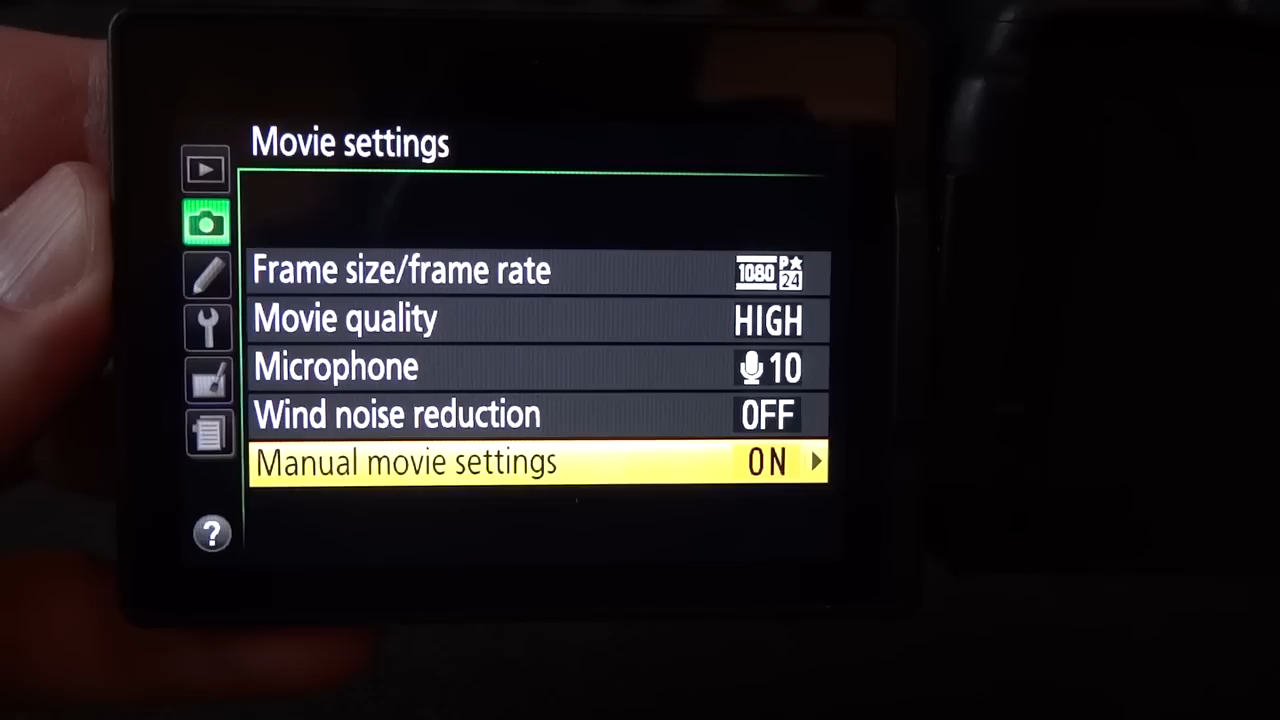 Movie settings
Frame size/frame rate 1080 P★ 24
Movie quality HIGH
Microphone 10
Wind noise reduction OFF
Manual movie settings ON
?